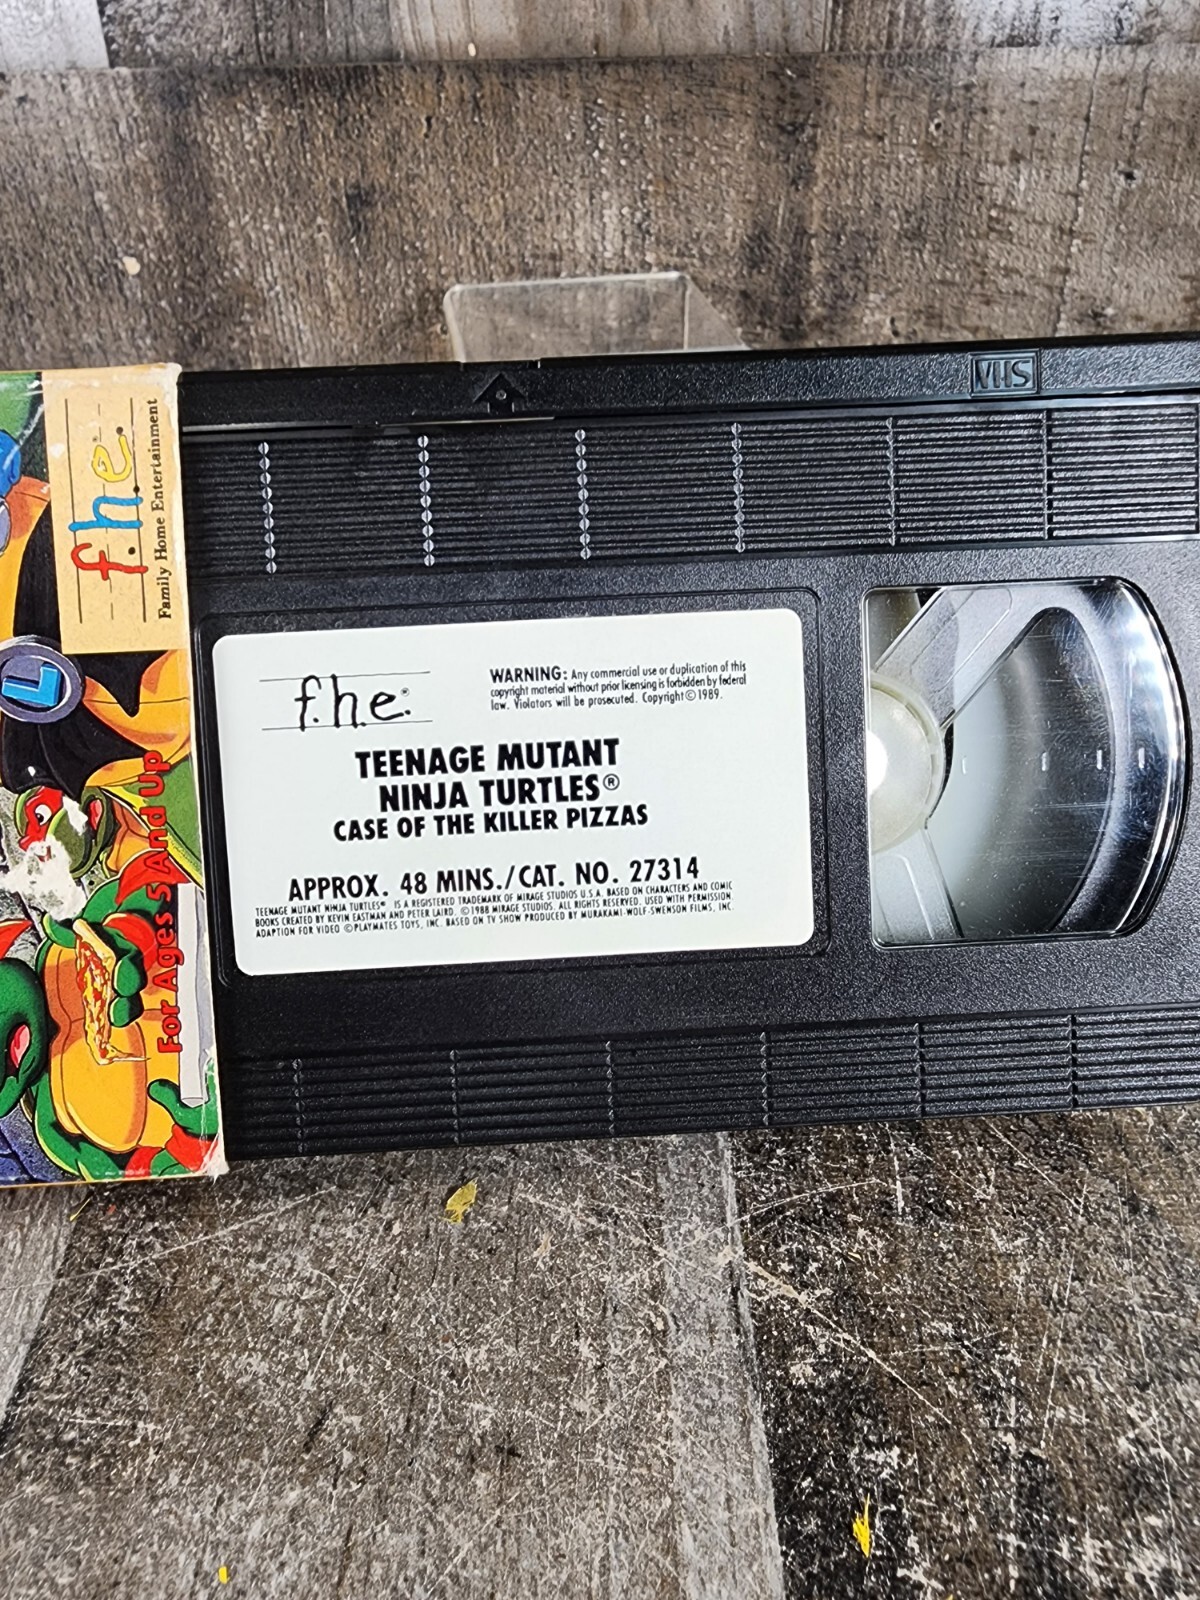 VHS
f.h.e.
Family Home Entertainment
L
For Ages 5 And Up
f.h.e.
WARNING: Any commercial use or duplication of this
copyright material without prior licensing is forbidden by federal
law. Violators will be prosecuted. Copyright © 1989.
TEENAGE MUTANT
NINJA TURTLES®
CASE OF THE KILLER PIZZAS
APPROX. 48 MINS./CAT. NO. 27314
TEENAGE MUTANT NINJA TURTLES® IS A REGISTERED TRADEMARK OF MIRAGE STUDIOS U.S.A. BASED ON CHARACTERS AND COMIC
BOOKS CREATED BY KEVIN EASTMAN AND PETER LAIRD. ©1988 MIRAGE STUDIOS. ALL RIGHTS RESERVED. USED WITH PERMISSION.
ADAPTION FOR VIDEO ©PLAYMATES TOYS, INC. BASED ON TV SHOW PRODUCED BY MURAKAMI-WOLF-SWENSON FILMS, INC.